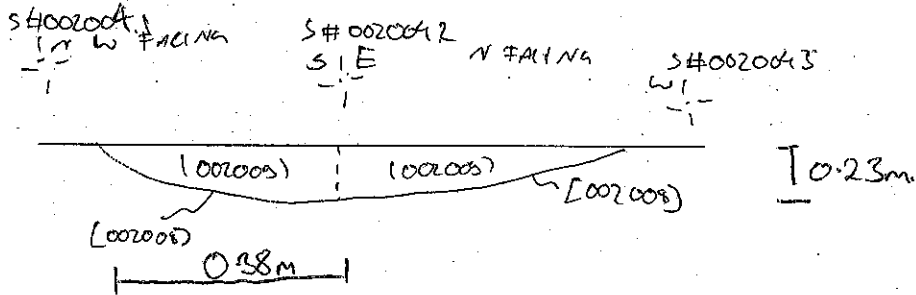 S#0020041
N W FACING
S#0020042
S E N FACING
S#0020043
W
(002009) (002009)
[002008]
[002008]
0.23m.
0.38m